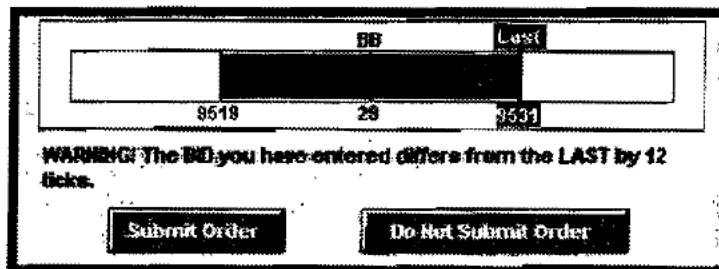 BB Last
9519 29 9531
WARNING! The BID you have entered differs from the LAST by 12
ticks.
Submit Order Do Not Submit Order